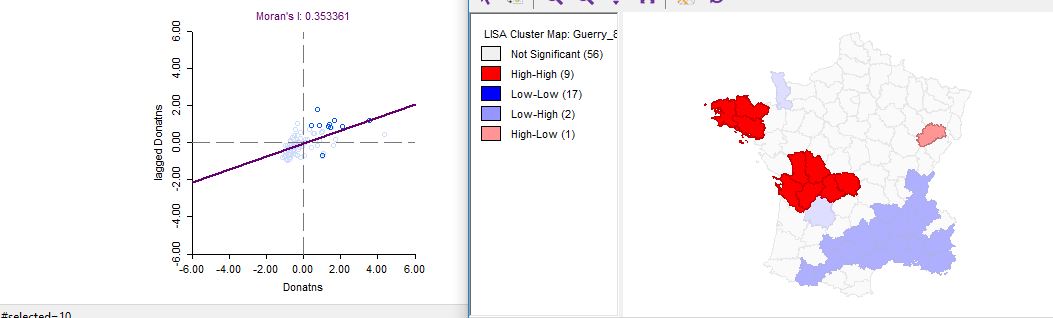 Moran's I: 0.353361
6.00
4.00
2.00
0.00
-2.00
-4.00
-6.00
lagged Donatns
-6.00 -4.00 -2.00 0.00 2.00 4.00 6.00
Donatns
#selected=10
LISA Cluster Map: Guerry_8
Not Significant (56)
High-High (9)
Low-Low (17)
Low-High (2)
High-Low (1)